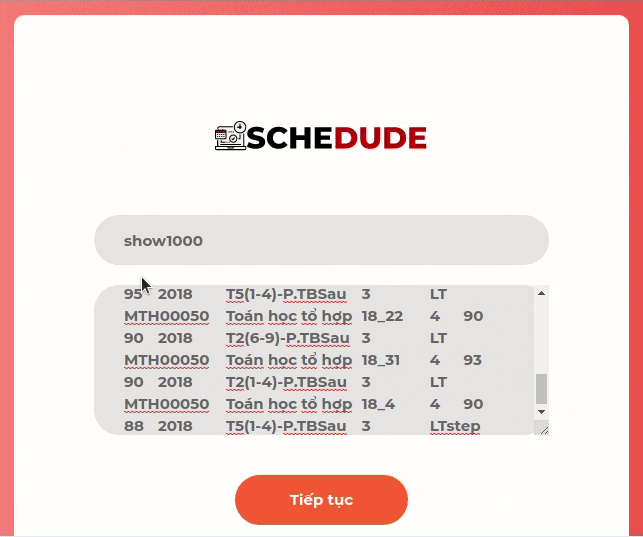 SCHEDUDE
show1000
95 2018 T5(1-4)-P.TBSau 3 LT
MTH00050 Toán học tổ hợp 18_22 4 90
90 2018 T2(6-9)-P.TBSau 3 LT
MTH00050 Toán học tổ hợp 18_31 4 93
90 2018 T2(1-4)-P.TBSau 3 LT
MTH00050 Toán học tổ hợp 18_4 4 90
88 2018 T5(1-4)-P.TBSau 3 LTstep
Tiếp tục